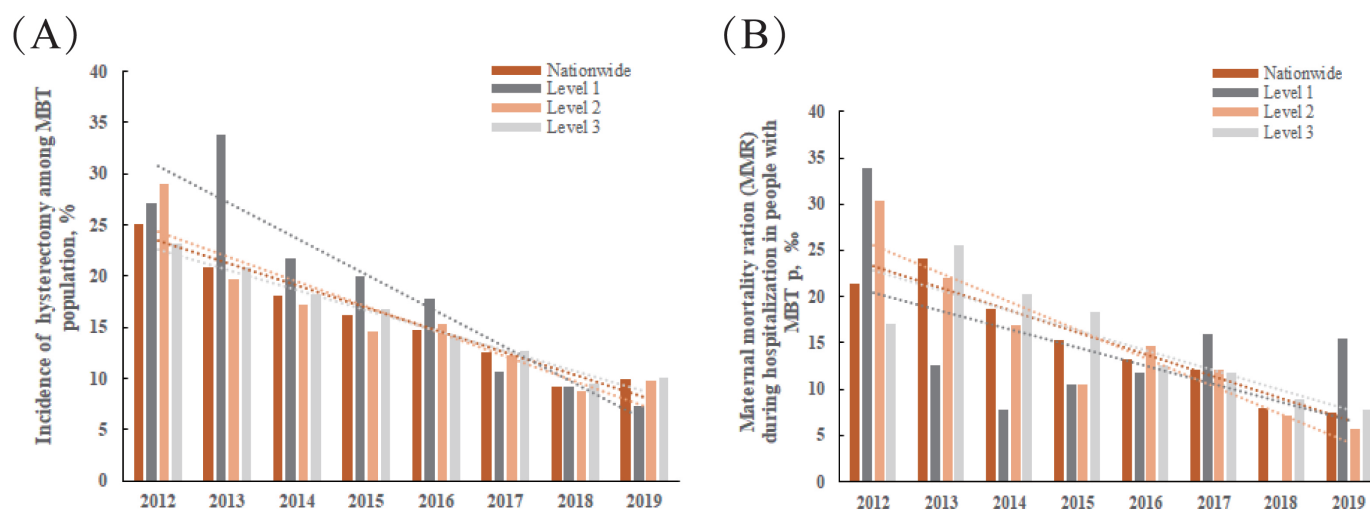 (A)
Incidence of hysterectomy among MBT
population, %
40
35
30
25
20
15
10
5
0
Nationwide
Level 1
Level 2
Level 3
2012 2013 2014 2015 2016 2017 2018 2019
(B)
Maternal mortality ration (MMR)
during hospitalization in people with
MBT p, ‰
40
35
30
25
20
15
10
5
0
Nationwide
Level 1
Level 2
Level 3
2012 2013 2014 2015 2016 2017 2018 2019